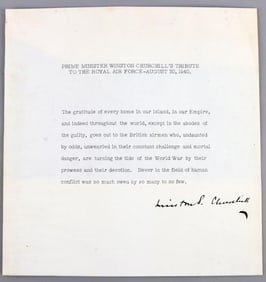 PRIME MINISTER WINSTON CHURCHILL'S TRIBUTE
TO THE ROYAL AIR FORCE-AUGUST 20, 1940.
The gratitude of every home in our island, in our Empire,
and indeed throughout the world, except in the abodes of
the guilty, goes out to the British airmen who, undaunted
by odds, unwearied in their constant challenge and mortal
danger, are turning the tide of the World War by their
prowess and their devotion. Never in the field of human
conflict was so much owed by so many to so few.
Winston S. Churchill